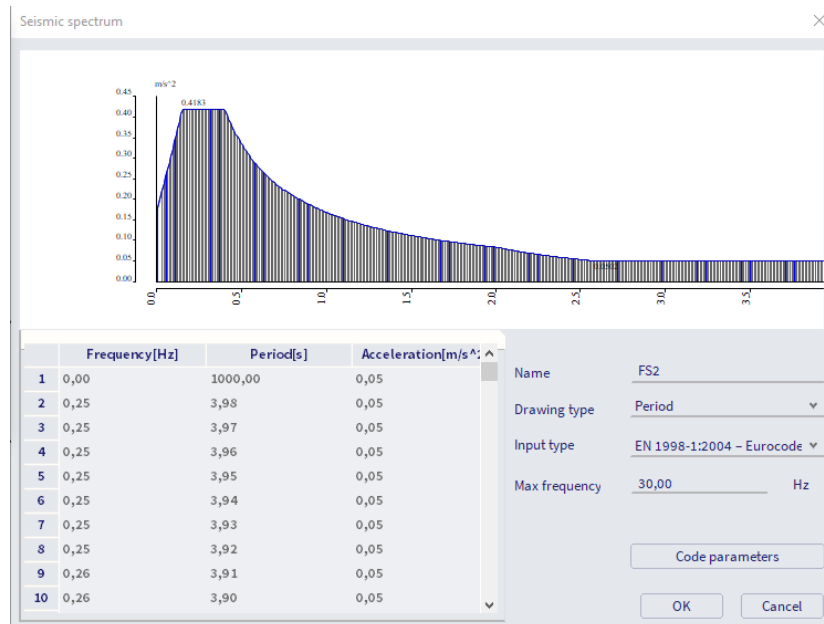 Seismic spectrum
m/s^2
0.45
0.40
0.35
0.30
0.25
0.20
0.15
0.10
0.05
0.00
0.4183
0.0502
0.0
0.5
1.0
1.5
2.0
2.5
3.0
3.5
Frequency[Hz] Period[s] Acceleration[m/s^2
1 0,00 1000,00 0,05
2 0,25 3,98 0,05
3 0,25 3,97 0,05
4 0,25 3,96 0,05
5 0,25 3,95 0,05
6 0,25 3,94 0,05
7 0,25 3,93 0,05
8 0,25 3,92 0,05
9 0,26 3,91 0,05
10 0,26 3,90 0,05
Name FS2
Drawing type Period
Input type EN 1998-1:2004 – Eurocode
Max frequency 30,00 Hz
Code parameters
OK Cancel